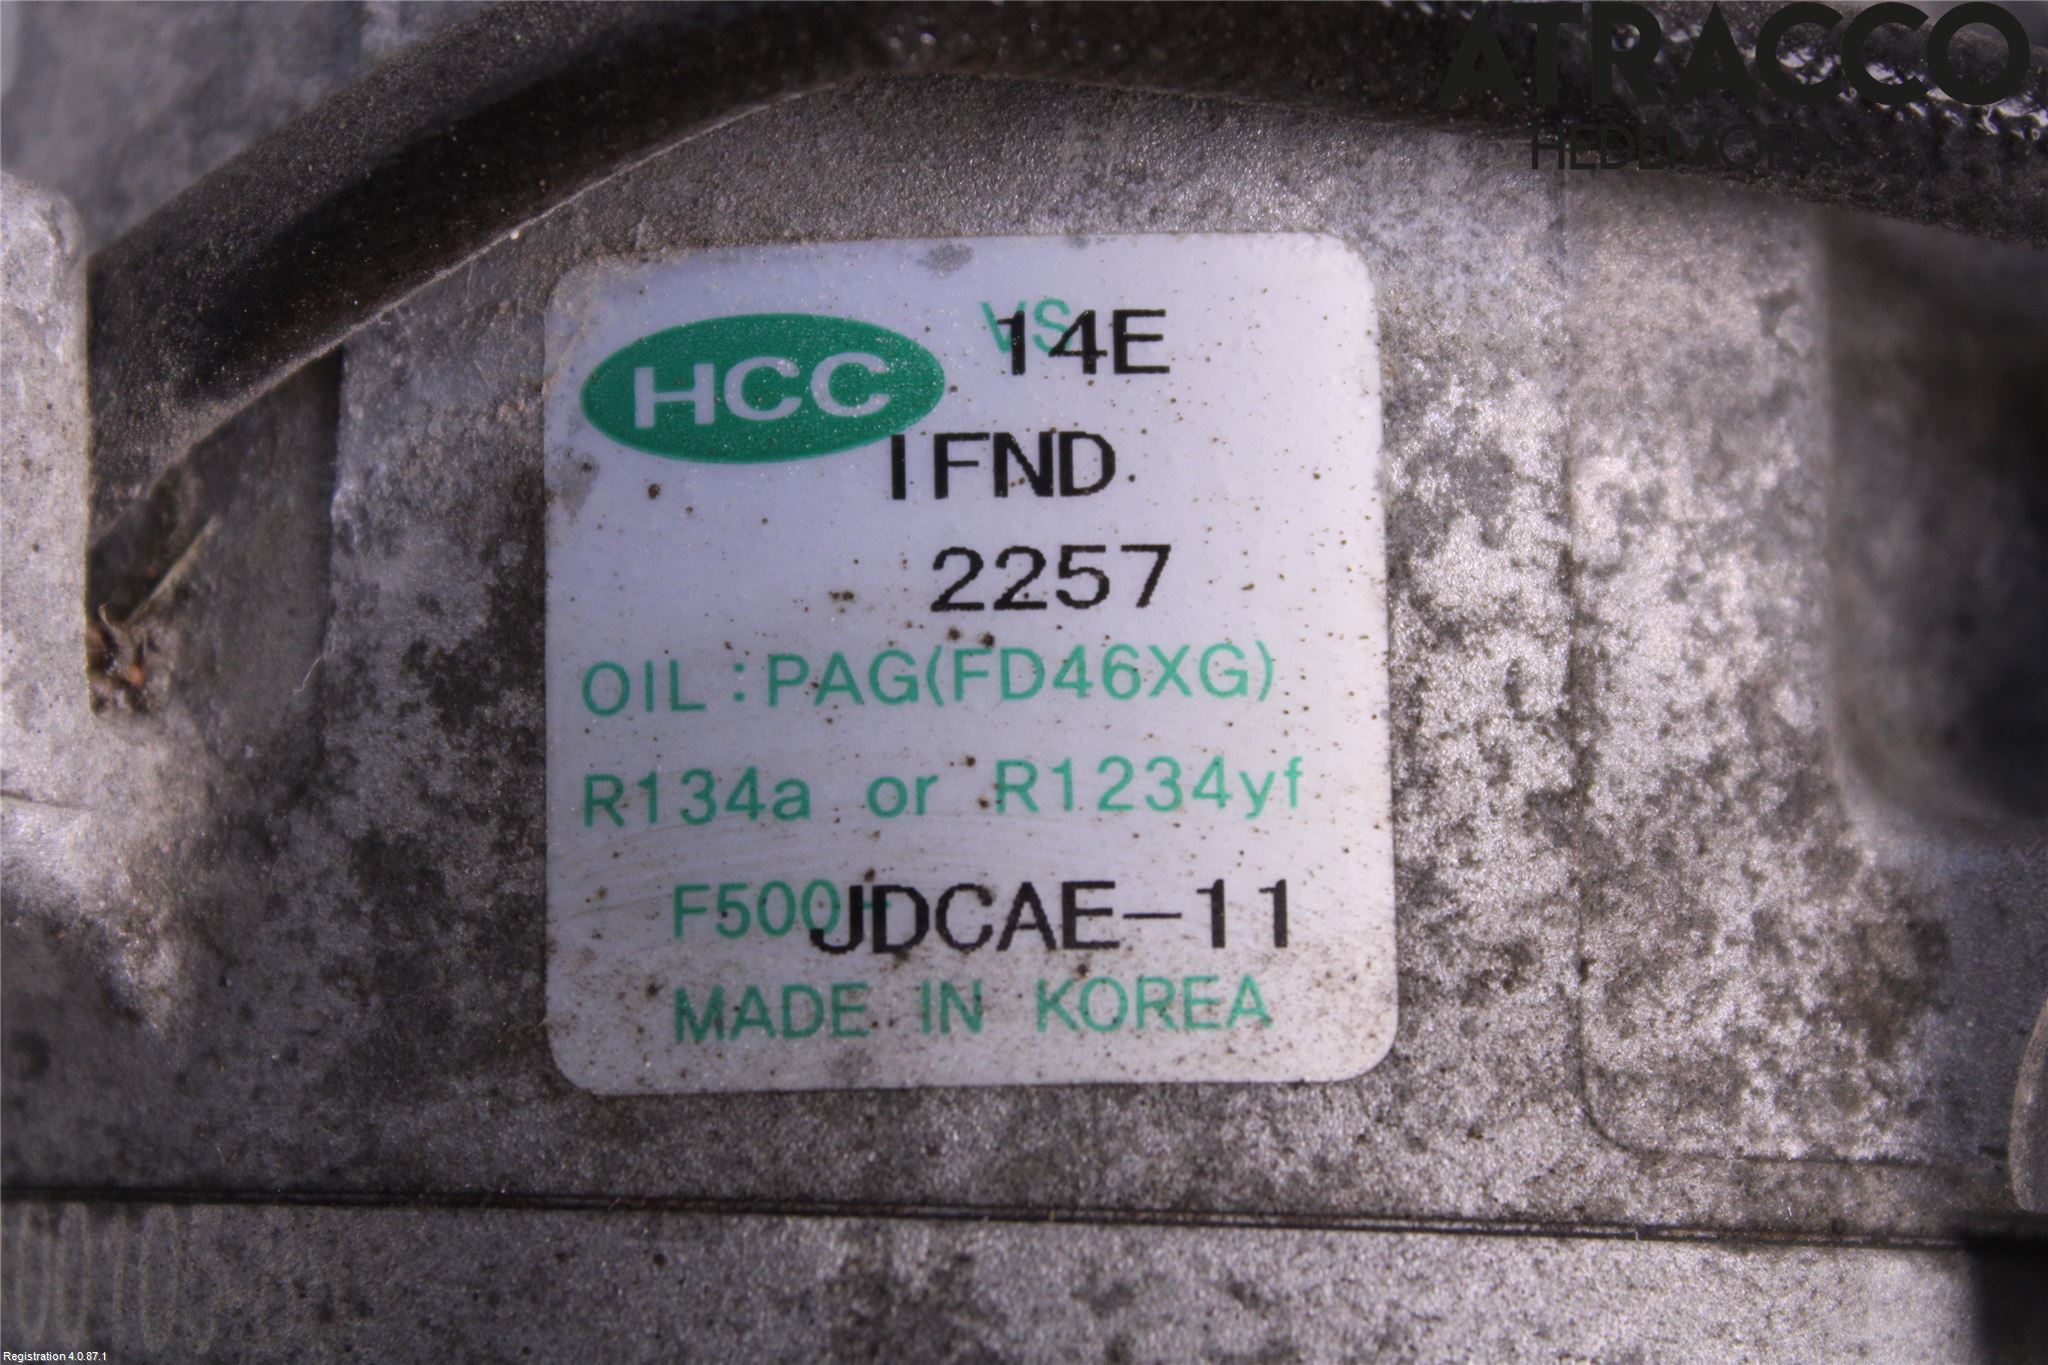 ATRACCO
HEDEMORA
HCC VS 14E
IFND
2257
OIL : PAG(FD46XG)
R134a or R1234yf
F500-JDCAE-11
MADE IN KOREA
Registration 4.0.87.1